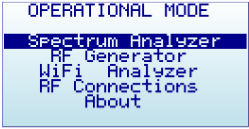 OPERATIONAL MODE
Spectrum Analyzer
RF Generator
WiFi Analyzer
RF Connections
About